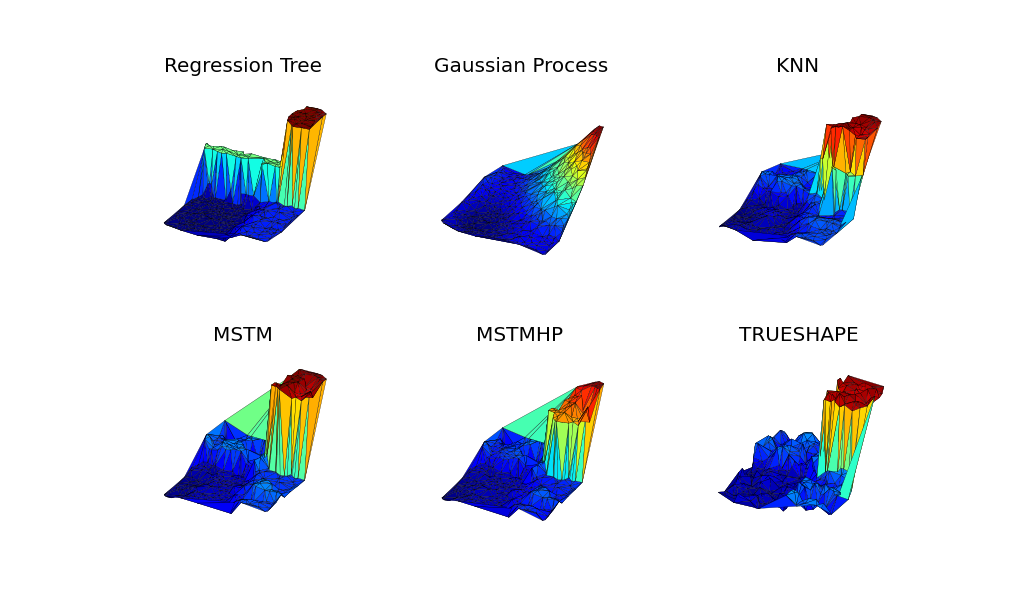 Regression Tree
Gaussian Process
KNN
MSTM
MSTMHP
TRUESHAPE